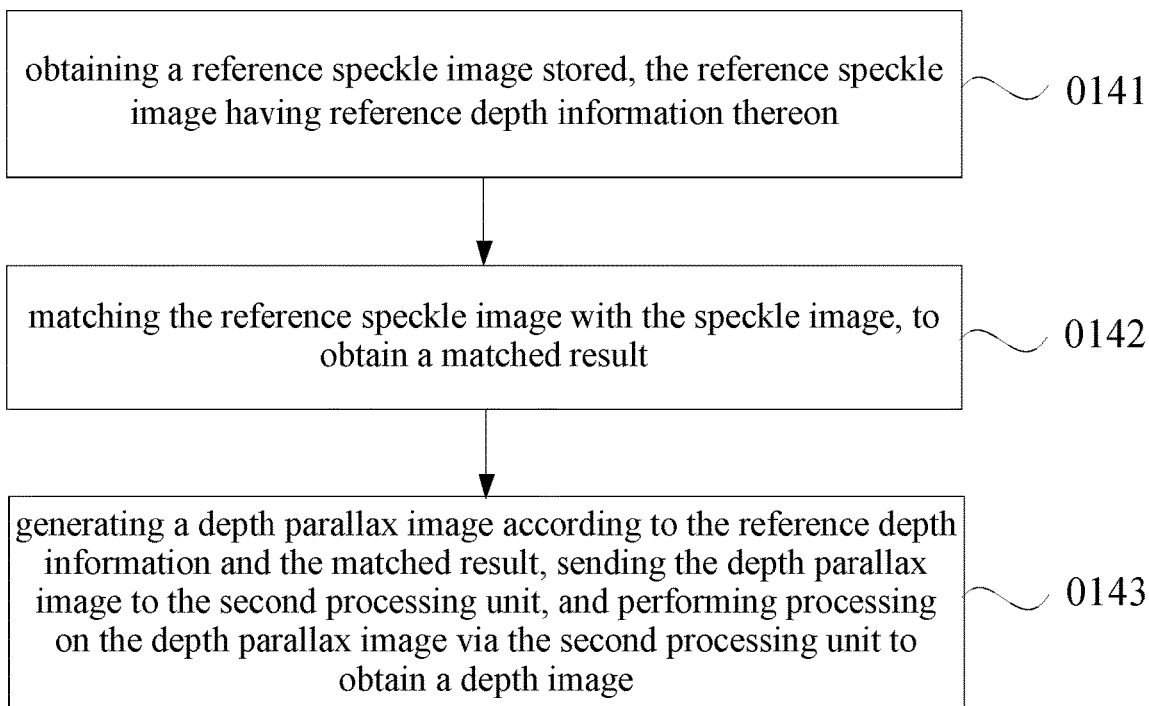 obtaining a reference speckle image stored, the reference speckle
image having reference depth information thereon
0141
matching the reference speckle image with the speckle image, to
obtain a matched result
0142
generating a depth parallax image according to the reference depth
information and the matched result, sending the depth parallax
image to the second processing unit, and performing processing
on the depth parallax image via the second processing unit to
obtain a depth image
0143